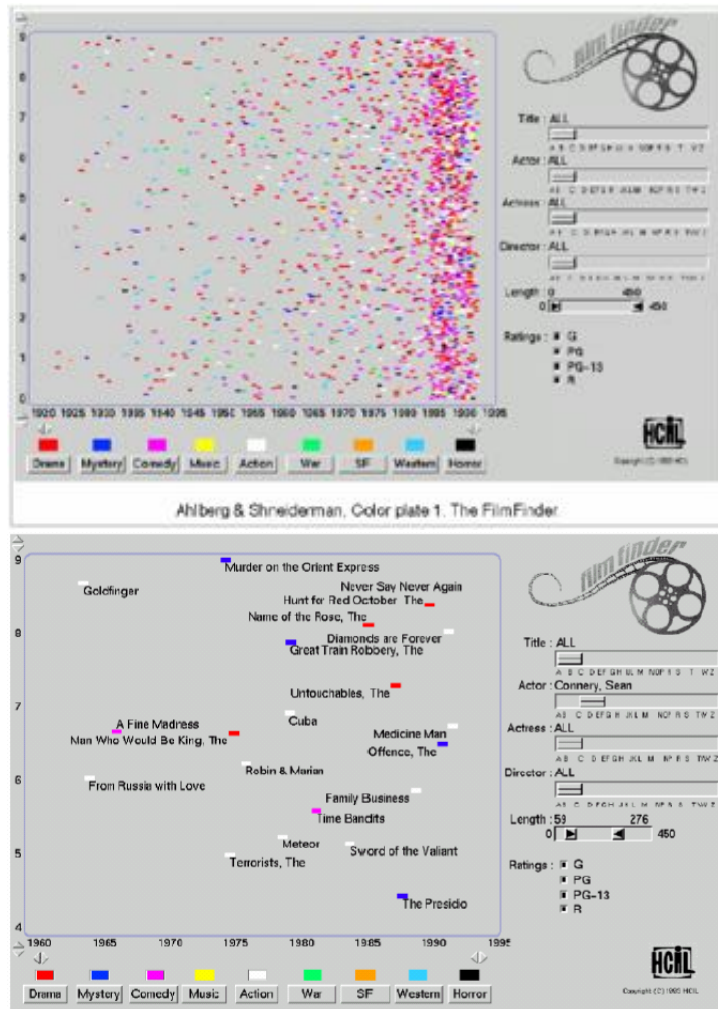 film finder
9
8
7
6
5
4
3
2
1
0
1920 1925 1930 1935 1940 1945 1950 1955 1960 1965 1970 1975 1980 1985 1990 1995
Drama Mystery Comedy Music Action War SF Western Horror
Title : ALL
Actor : ALL
Actress : ALL
Director : ALL
Length : 0 450
0 450
Ratings : G
PG
PG-13
R
HCIL
Ahlberg & Shneiderman, Color plate 1. The FilmFinder
film finder
9
8
7
6
5
4
Murder on the Orient Express
Goldfinger
Never Say Never Again
Hunt for Red October, The
Name of the Rose, The
Diamonds are Forever
Great Train Robbery, The
Untouchables, The
Cuba
A Fine Madness
Medicine Man
Man Who Would Be King, The
Offence, The
Robin & Marian
From Russia with Love
Family Business
Time Bandits
Meteor
Sword of the Valiant
Terrorists, The
The Presidio
1960 1965 1970 1975 1980 1985 1990 1995
Drama Mystery Comedy Music Action War SF Western Horror
Title : ALL
Actor : Connery, Sean
Actress : ALL
Director : ALL
Length : 59 276
0 450
Ratings : G
PG
PG-13
R
HCIL